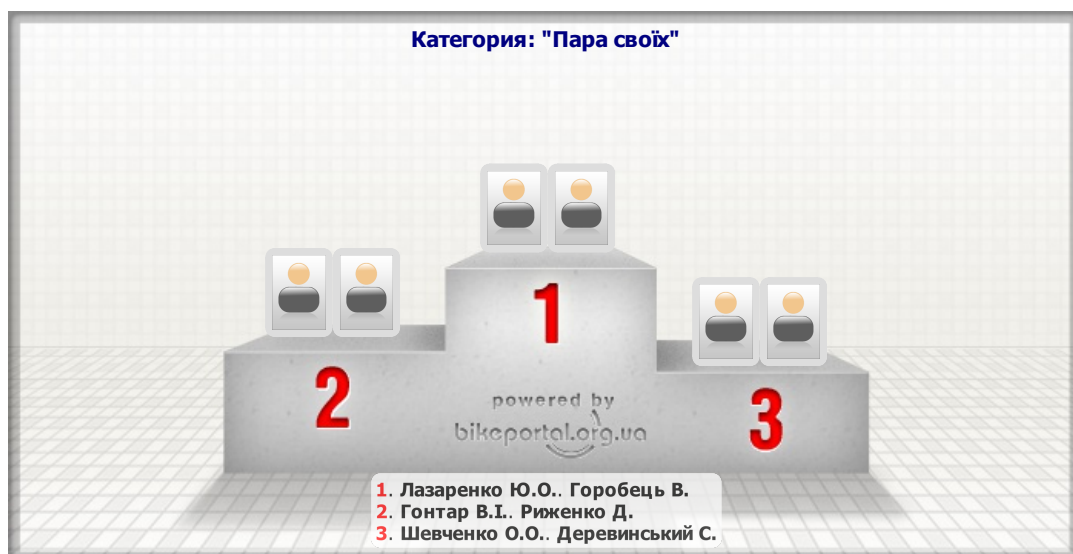 Категория: "Пара своїх"
1
2
3
powered by
bikeportal.org.ua
1. Лазаренко Ю.О.. Горобець В.
2. Гонтар В.І.. Риженко Д.
3. Шевченко О.О.. Деревинський С.